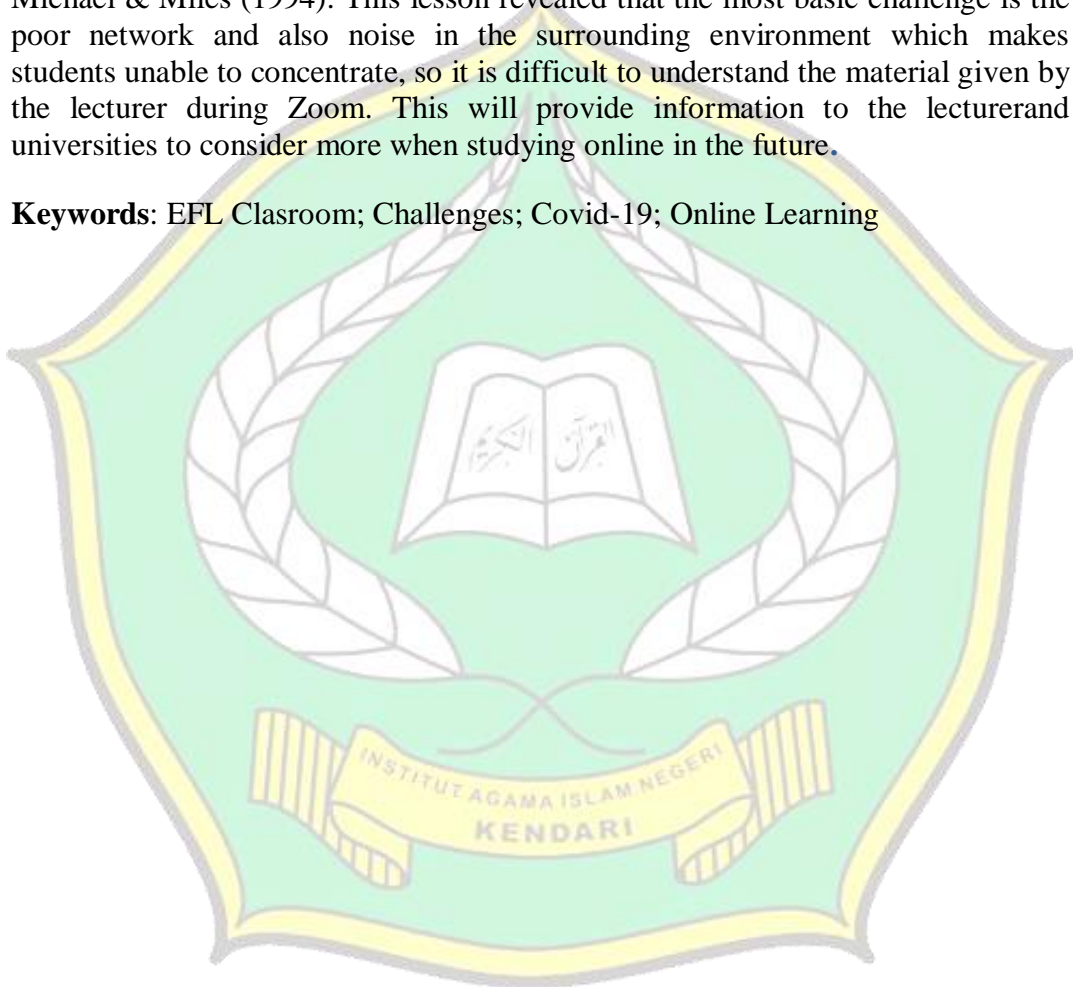 Michael & Miles (1994). This lesson revealed that the most basic challenge is the
poor network and also noise in the surrounding environment which makes
students unable to concentrate, so it is difficult to understand the material given by
the lecturer during Zoom. This will provide information to the lecturerand
universities to consider more when studying online in the future.
Keywords: EFL Clasroom; Challenges; Covid-19; Online Learning
القرآن الكريم
INSTITUT AGAMA ISLAM NEGERI
KENDARI